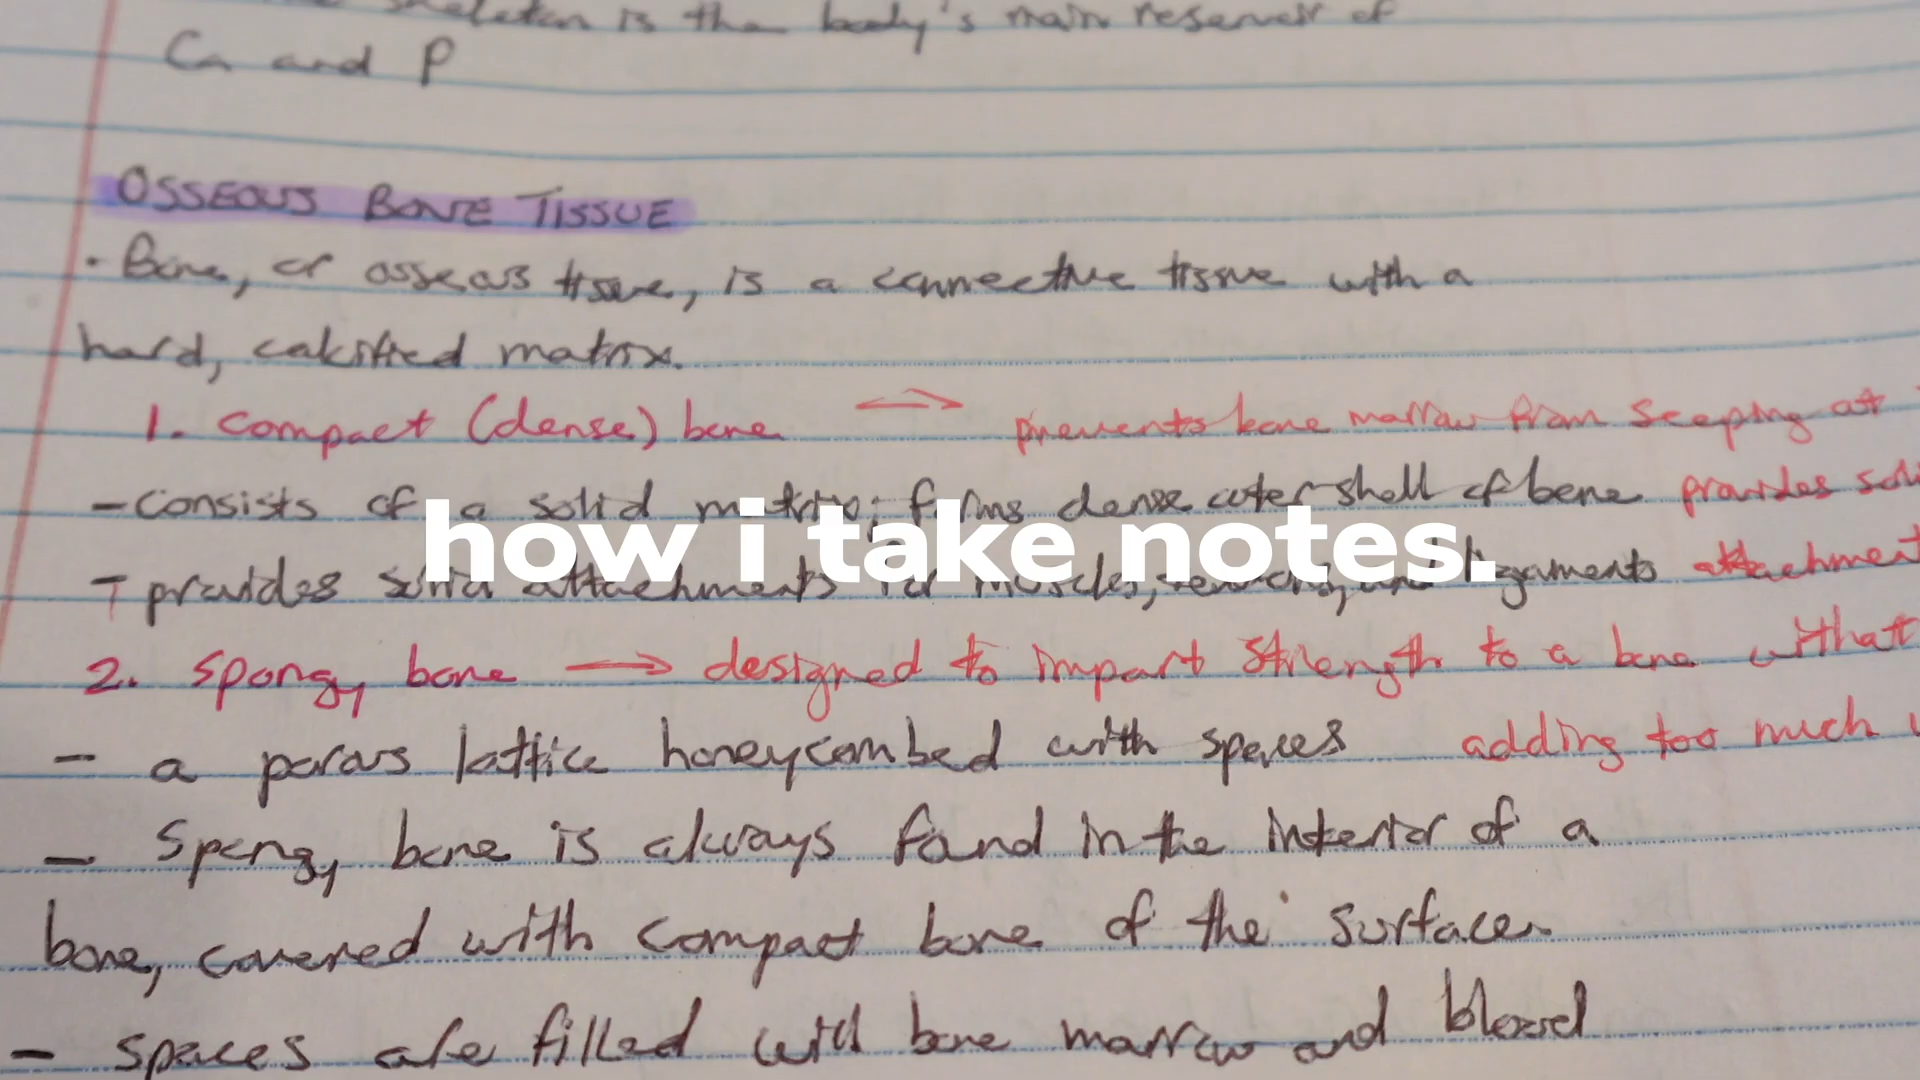 skeleton is the body's main reservoir of
Ca and P
OSSEOUS BONE TISSUE
· Bone, or osseous tissue, is a connective tissue with a
hard, calcified matrix.
1. Compact (dense) bone → prevents bone marrow from seeping out
- consists of a solid matrix; forms dense outer shell of bone provides
how i take notes.
- provides solid attachments for muscles, and ligaments attachment
2. Spongy bone → designed to impart strength to a bone without
- a porous lattice honeycombed with spaces adding too much
- Spongy bone is always found in the interior of a
bone, covered with compact bone of the surface.
- spaces are filled with bone marrow and blood